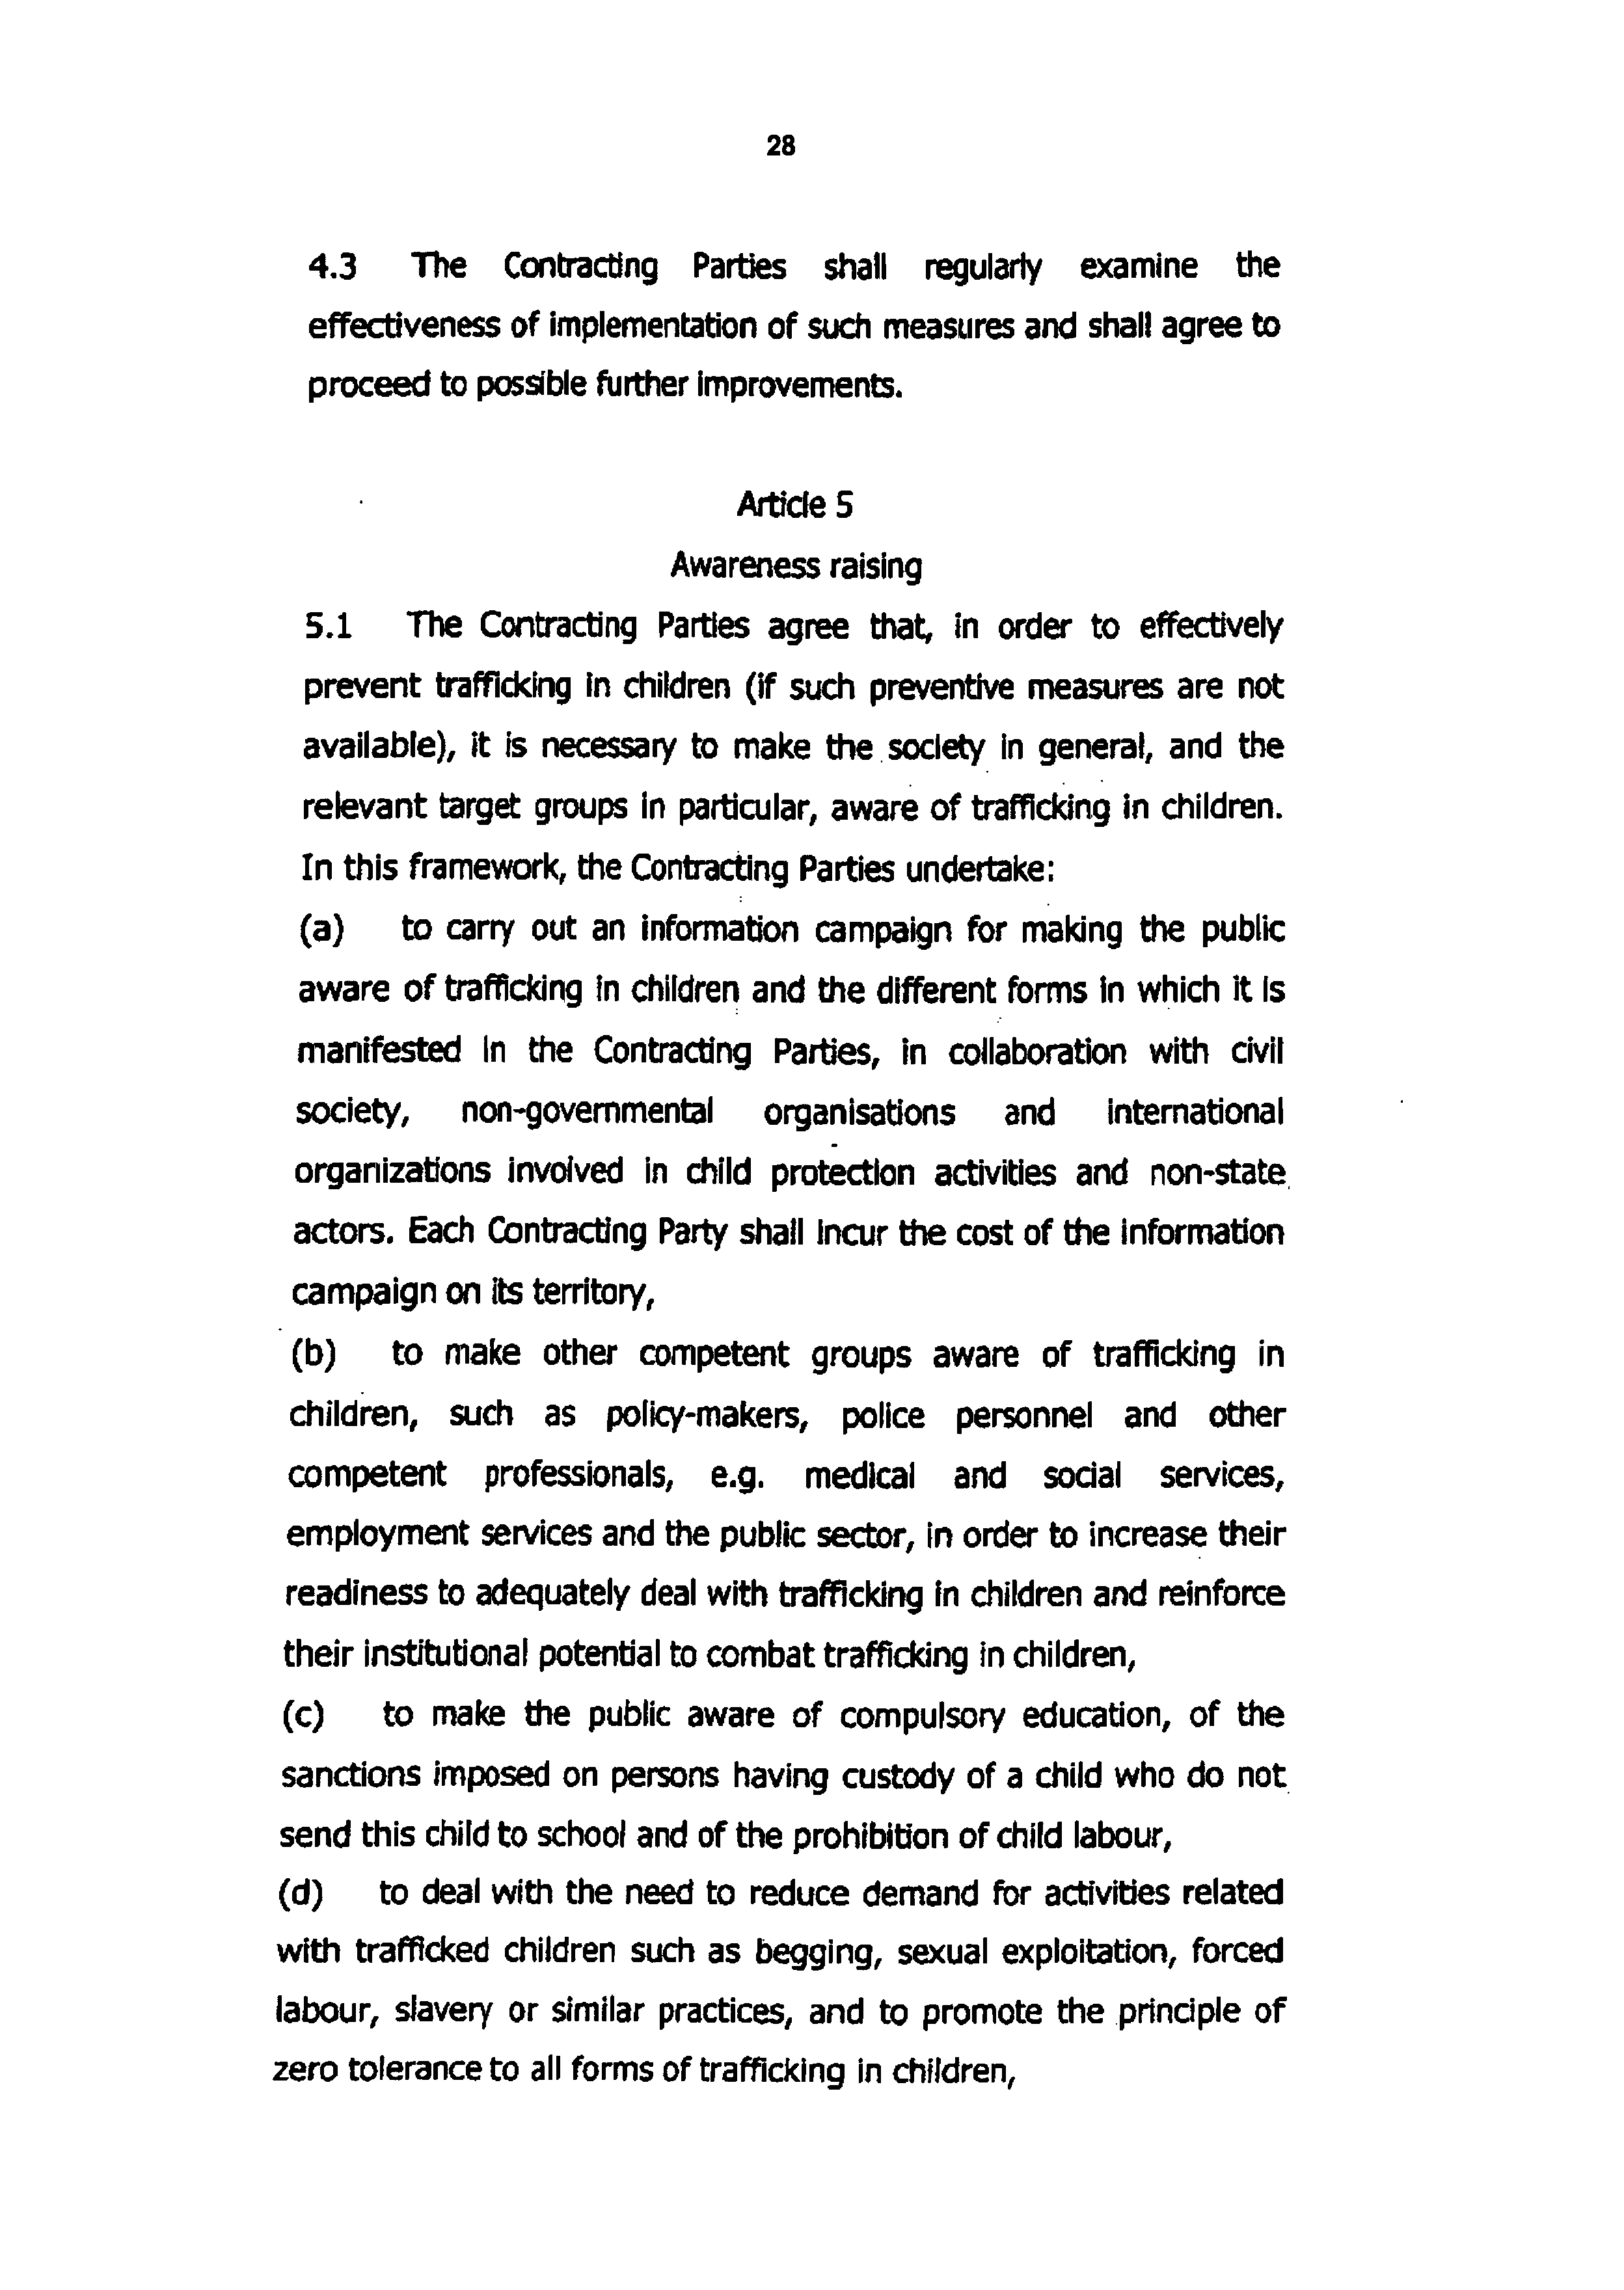 28
4.3 The Contracting Parties shall regularly examine the
effectiveness of implementation of such measures and shall agree to
proceed to possible further improvements.
Article 5
Awareness raising
5.1 The Contracting Parties agree that, in order to effectively
prevent trafficking in children (if such preventive measures are not
available), it is necessary to make the society in general, and the
relevant target groups in particular, aware of trafficking in children.
In this framework, the Contracting Parties undertake:
(a) to carry out an information campaign for making the public
aware of trafficking in children and the different forms in which it is
manifested in the Contracting Parties, in collaboration with civil
society, non-governmental organisations and international
organizations involved in child protection activities and non-state
actors. Each Contracting Party shall incur the cost of the information
campaign on its territory,
(b) to make other competent groups aware of trafficking in
children, such as policy-makers, police personnel and other
competent professionals, e.g. medical and social services,
employment services and the public sector, in order to increase their
readiness to adequately deal with trafficking in children and reinforce
their institutional potential to combat trafficking in children,
(c) to make the public aware of compulsory education, of the
sanctions imposed on persons having custody of a child who do not
send this child to school and of the prohibition of child labour,
(d) to deal with the need to reduce demand for activities related
with trafficked children such as begging, sexual exploitation, forced
labour, slavery or similar practices, and to promote the principle of
zero tolerance to all forms of trafficking in children,